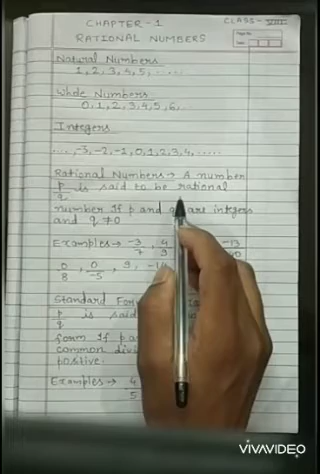 CHAPTER-1
CLASS- VIII
RATIONAL NUMBERS
Natural Numbers
1, 2, 3, 4, 5, ......
Whole Numbers
0, 1, 2, 3, 4, 5, 6, ..
Integers
...., -3, -2, -1, 0, 1, 2, 3, 4, ......
Rational Numbers → A number
p/q is said to be rational
number If p and q are integers
and q ≠ 0
Examples → -3/7, 4/9
0/8, 0/-5, 9,
Standard For
p/q is said
form If p a
common divi
positive.
Examples → 4/5
VIVAVIDEO